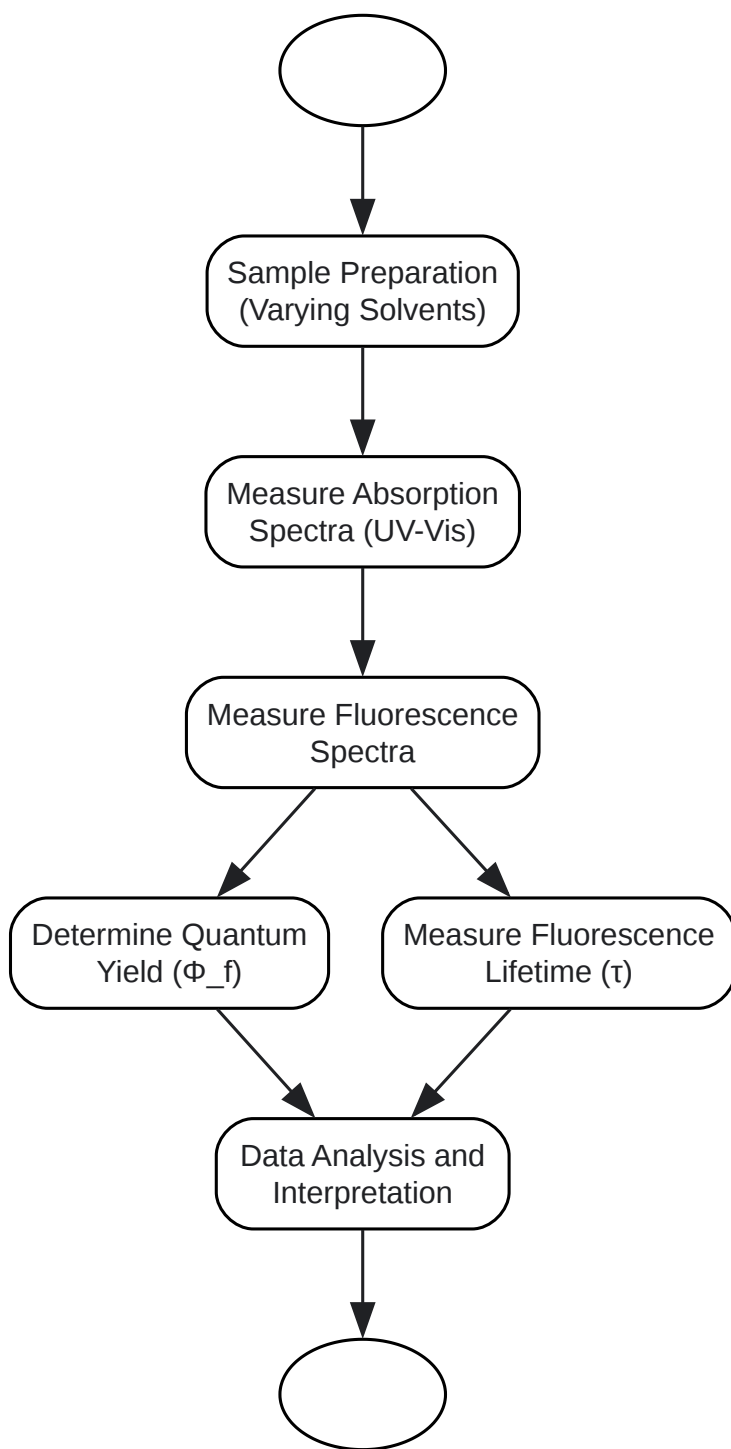 Sample Preparation
(Varying Solvents)
Measure Absorption
Spectra (UV-Vis)
Measure Fluorescence
Spectra
Determine Quantum
Yield (Φ_f)
Measure Fluorescence
Lifetime (τ)
Data Analysis and
Interpretation